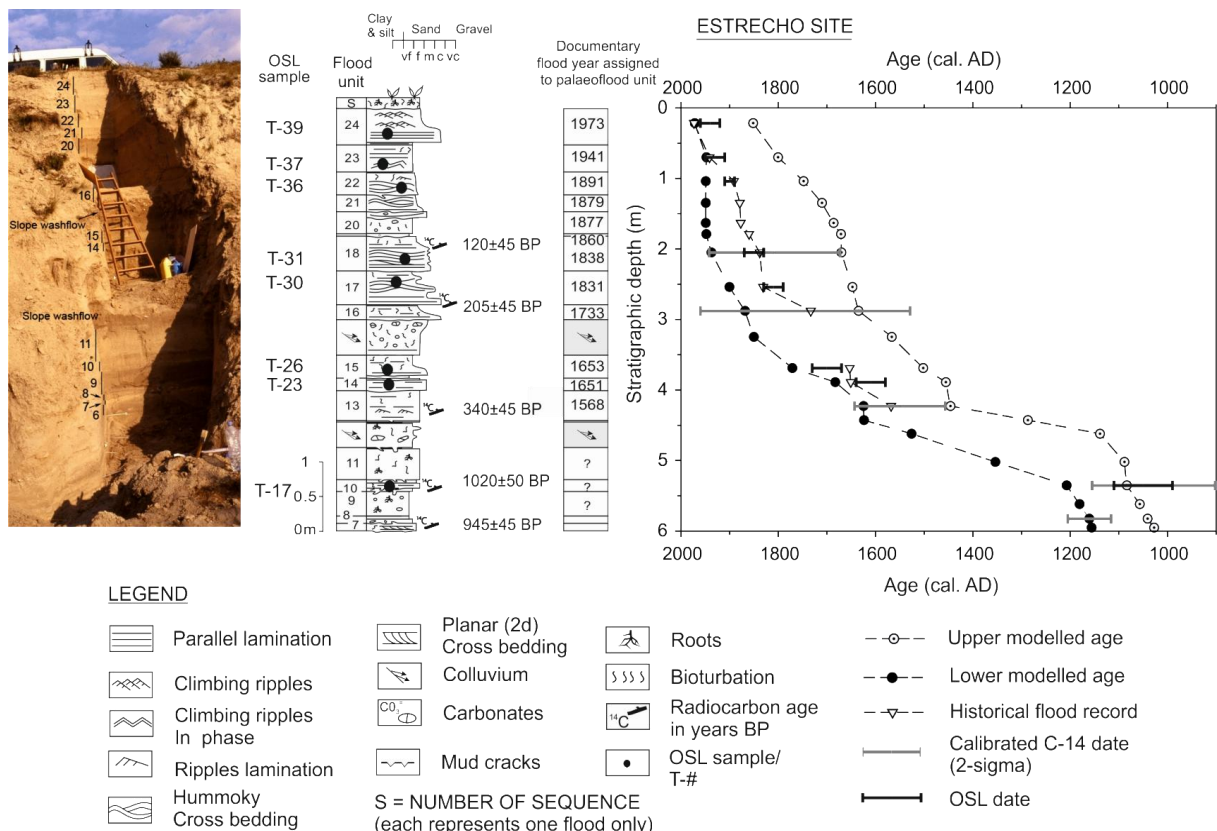 ESTRECHO SITE
Clay
& silt
Sand
Gravel
vf f m c vc
OSL
sample
Flood
unit
Documentary
flood year assigned
to palaeoflood unit
24
23
22
21
20
16
Slope washflow
15
14
Slope washflow
11
10
9
8
7
6
T-39
T-37
T-36
T-31
T-30
T-26
T-23
T-17
1
0.5
0m
S
24
23
22
21
20
18
17
16
15
14
13
11
10
9
8
7
14C
120±45 BP
14C
205±45 BP
14C
340±45 BP
14C
1020±50 BP
14C
945±45 BP
1973
1941
1891
1879
1877
1860
1838
1831
1733
1653
1651
1568
?
?
?
Age (cal. AD)
2000 1800 1600 1400 1200 1000
Stratigraphic depth (m)
0
1
2
3
4
5
6
2000 1800 1600 1400 1200 1000
Age (cal. AD)
LEGEND
Parallel lamination
Climbing ripples
Climbing ripples
In phase
Ripples lamination
Hummoky
Cross bedding
Planar (2d)
Cross bedding
Colluvium
CO3=
Carbonates
Mud cracks
S = NUMBER OF SEQUENCE
(each represents one flood only)
Roots
Bioturbation
14C
Radiocarbon age
in years BP
OSL sample/
T-#
Upper modelled age
Lower modelled age
Historical flood record
Calibrated C-14 date
(2-sigma)
OSL date